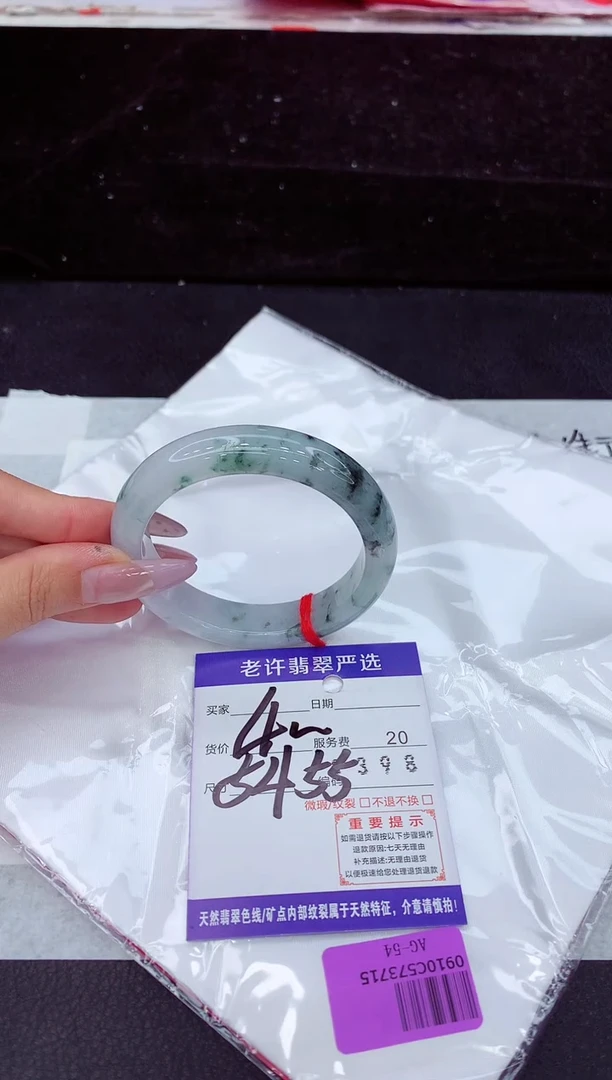 老许翡翠严选
买家 日期
货价 服务费 20
5455 398
微瑕/纹裂 不退不换
重要提示
如需退货请按以下步骤操作
退款原因:七天无理由
补充描述:无理由退货
以便极速给您处理退货退款
天然翡翠色线/矿点内部纹裂属于天然特征，介意请慎拍!
0910C573715
AG-54